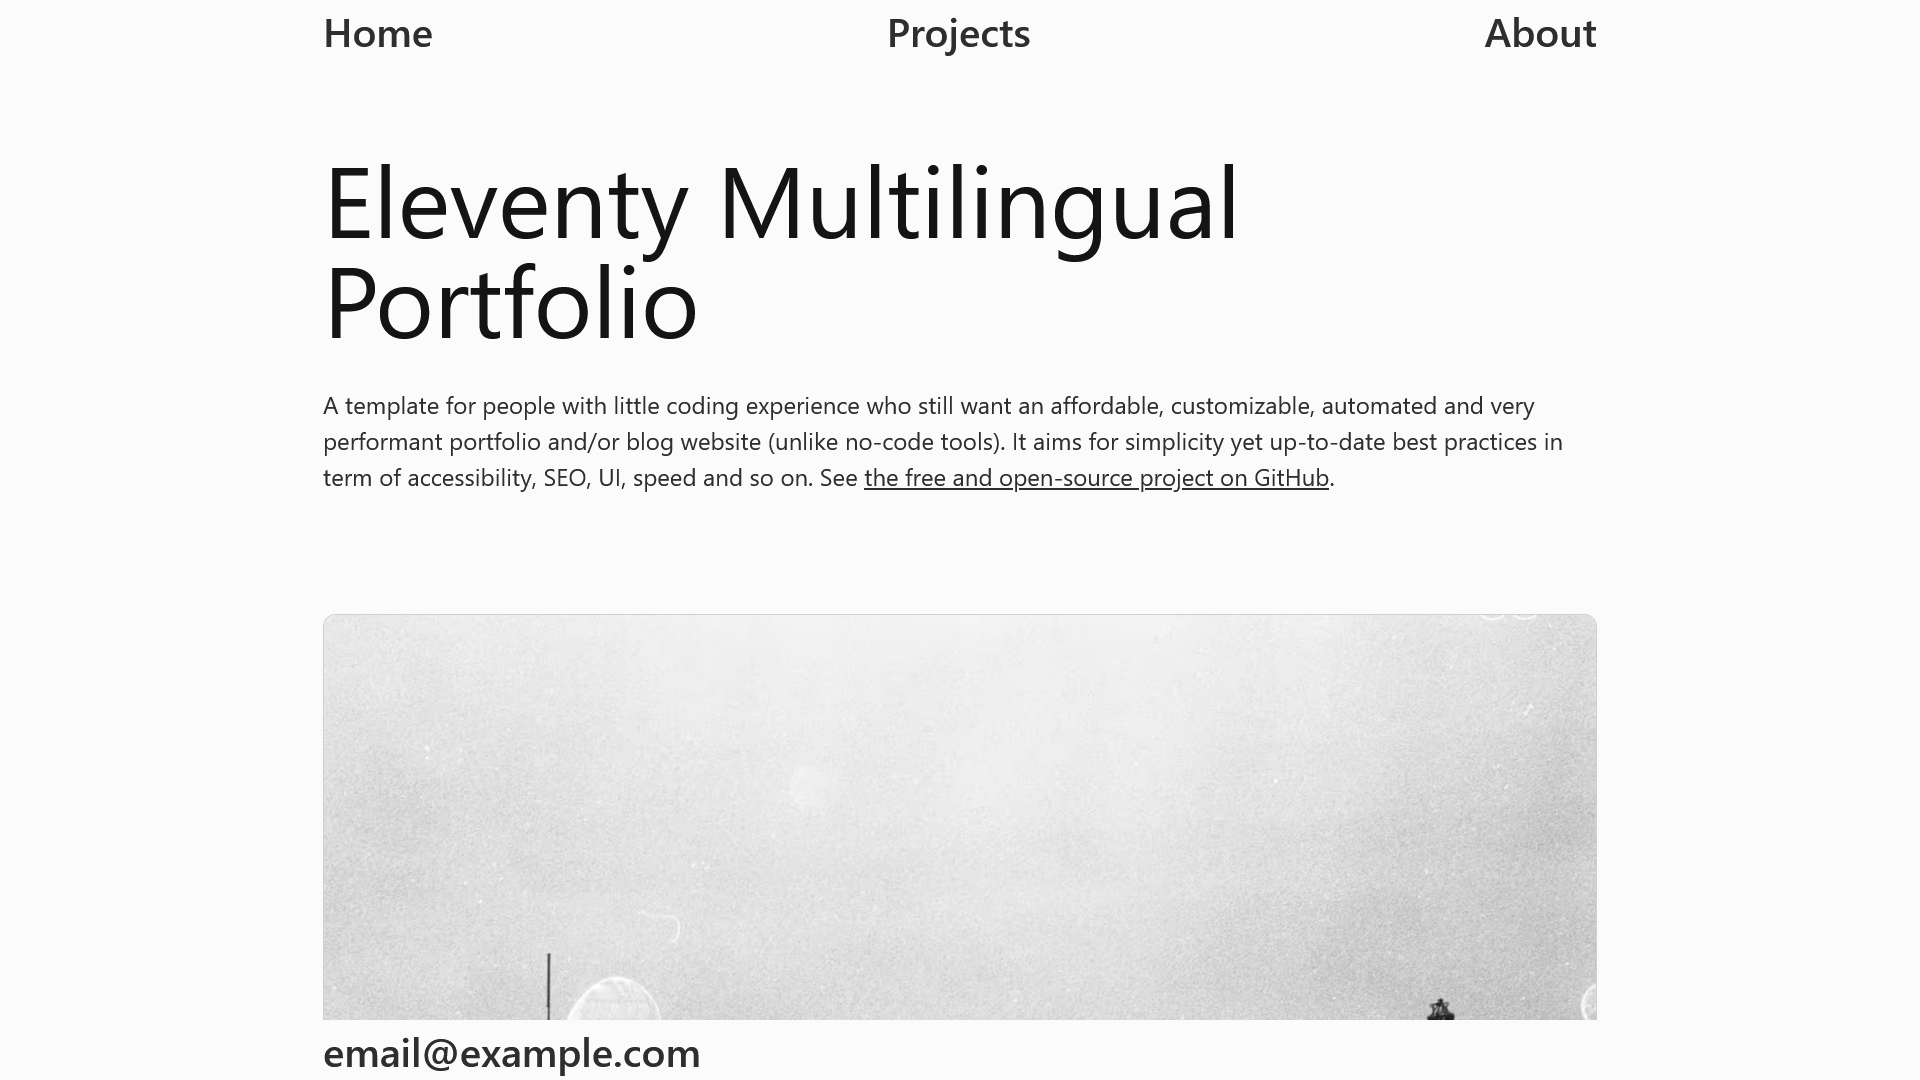 Home Projects About
Eleventy Multilingual
Portfolio
A template for people with little coding experience who still want an affordable, customizable, automated and very
performant portfolio and/or blog website (unlike no-code tools). It aims for simplicity yet up-to-date best practices in
term of accessibility, SEO, UI, speed and so on. See the free and open-source project on GitHub.
email@example.com